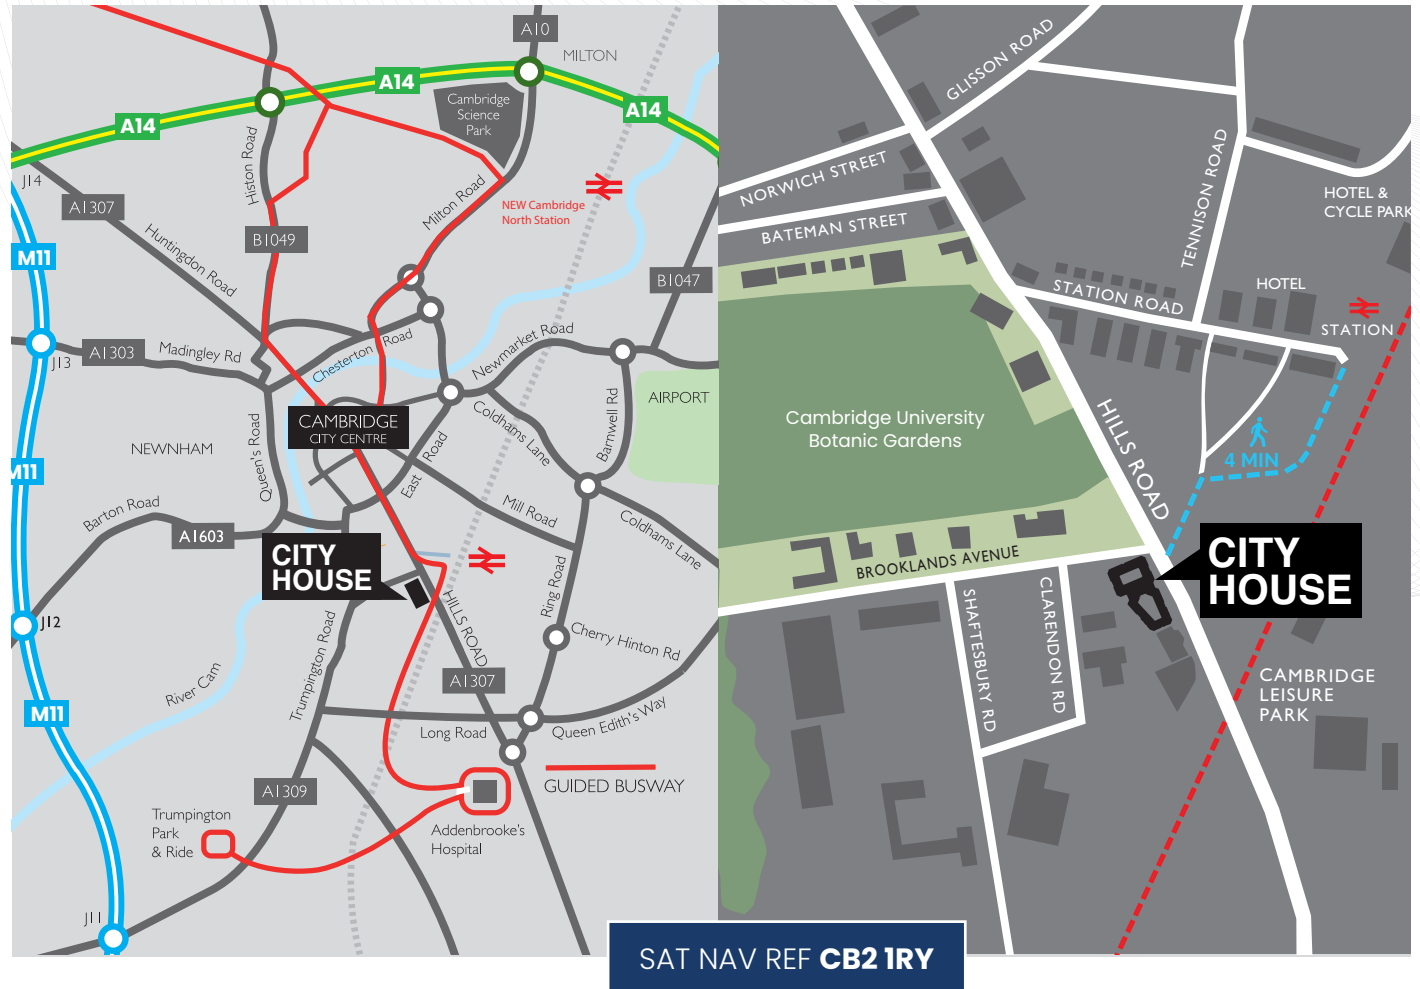 A10
MILTON
A14
A14
A14
Cambridge
Science
Park
J14
A1307
Histon Road
B1049
Huntingdon Road
Milton Road
NEW Cambridge
North Station
M11
B1047
J13
A1303
Madingley Rd
Chesterton Road
Newmarket Road
AIRPORT
Barnwell Rd
CAMBRIDGE
CITY CENTRE
Coldhams Lane
NEWNHAM
Queen's Road
East Road
M11
Barton Road
A1603
Mill Road
Coldhams Lane
CITY
HOUSE
Ring Road
HILLS ROAD
J12
Cherry Hinton Rd
Trumpington Road
River Cam
A1307
M11
Long Road
Queen Edith's Way
A1309
GUIDED BUSWAY
Trumpington
Park
& Ride
Addenbrooke's
Hospital
J11
GLISSON ROAD
NORWICH STREET
BATEMAN STREET
TENNISON ROAD
HOTEL &
CYCLE PARK
STATION ROAD
HOTEL
STATION
Cambridge University
Botanic Gardens
HILLS ROAD
4 MIN
BROOKLANDS AVENUE
CITY
HOUSE
SHAFTESBURY RD
CLARENDON RD
CAMBRIDGE
LEISURE
PARK
SAT NAV REF CB2 1RY